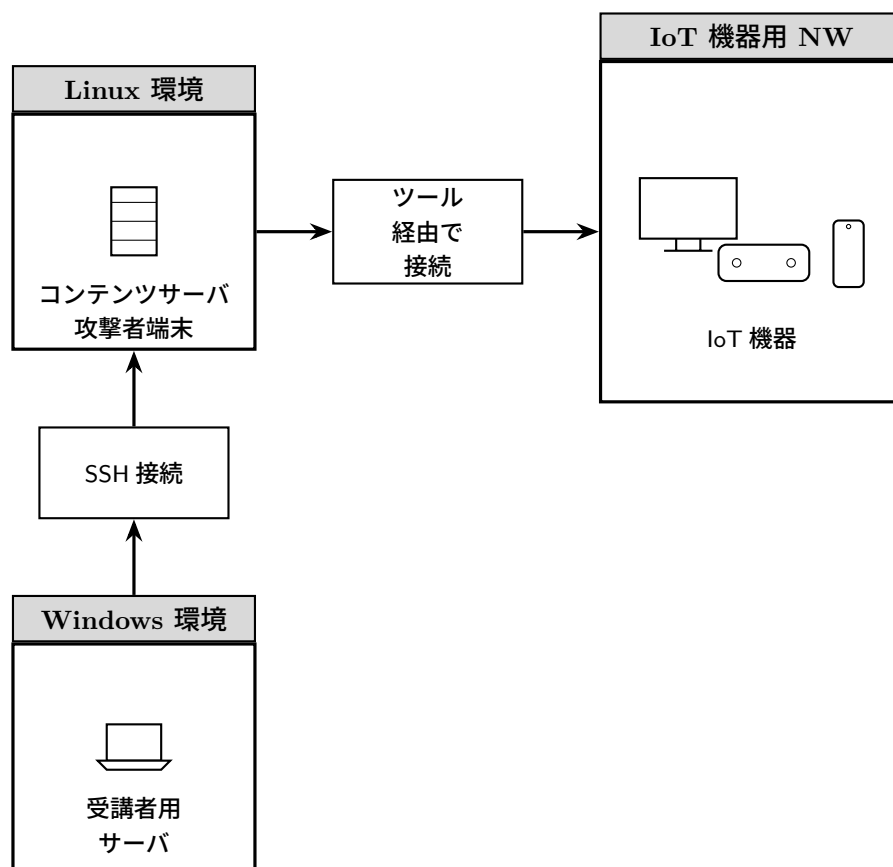 IoT 機器用 NW
Linux 環境
ツール
経由で
接続
コンテンツサーバ
攻撃者端末
IoT 機器
SSH 接続
Windows 環境
受講者用
サーバ